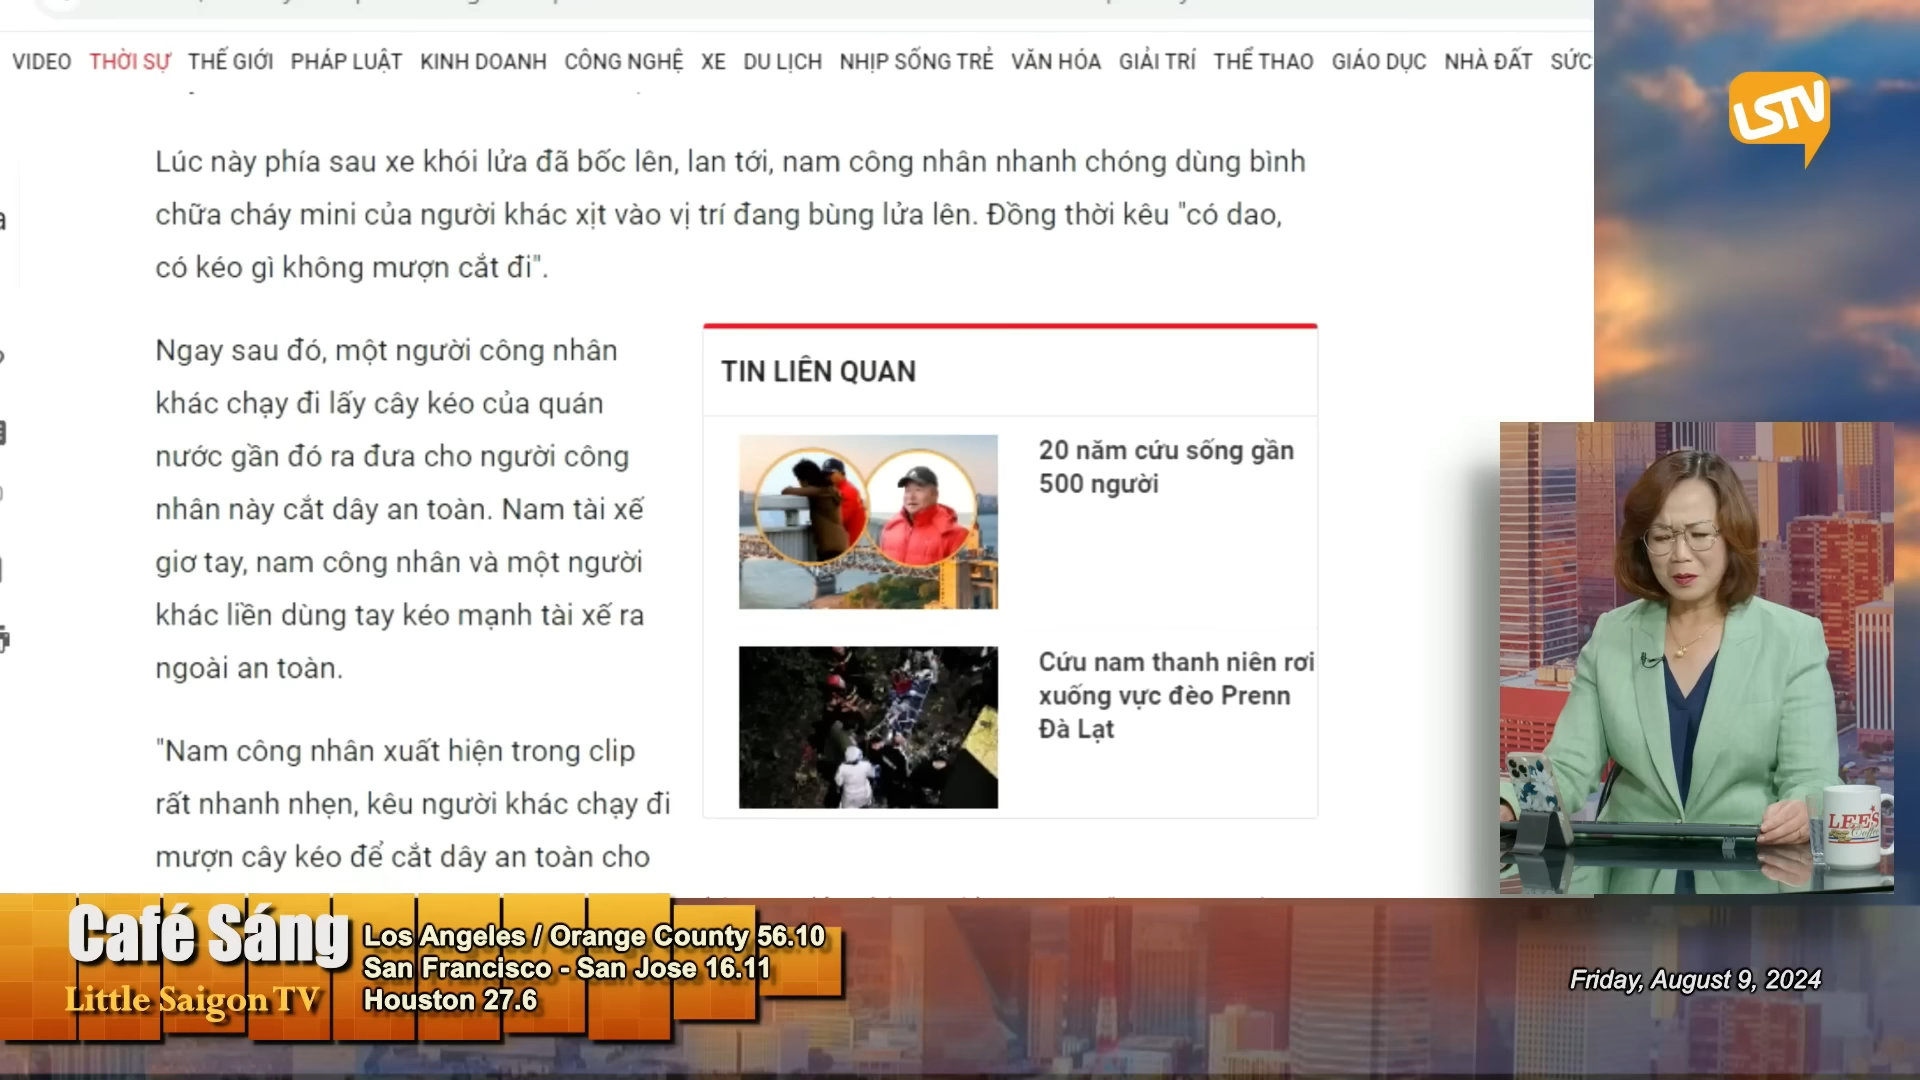 VIDEO THỜI SỰ THẾ GIỚI PHÁP LUẬT KINH DOANH CÔNG NGHỆ XE DU LỊCH NHỊP SỐNG TRẺ VĂN HÓA GIẢI TRÍ THỂ THAO GIÁO DỤC NHÀ ĐẤT SỨC
LSTV
Lúc này phía sau xe khói lửa đã bốc lên, lan tới, nam công nhân nhanh chóng dùng bình
chữa cháy mini của người khác xịt vào vị trí đang bùng lửa lên. Đồng thời kêu "có dao,
có kéo gì không mượn cắt đi".
Ngay sau đó, một người công nhân
khác chạy đi lấy cây kéo của quán
nước gần đó ra đưa cho người công
nhân này cắt dây an toàn. Nam tài xế
giơ tay, nam công nhân và một người
khác liền dùng tay kéo mạnh tài xế ra
ngoài an toàn.
"Nam công nhân xuất hiện trong clip
rất nhanh nhẹn, kêu người khác chạy đi
mượn cây kéo để cắt dây an toàn cho
TIN LIÊN QUAN
20 năm cứu sống gần
500 người
Cứu nam thanh niên rơi
xuống vực đèo Prenn
Đà Lạt
LEE'S
Coffee
Café Sáng
Little Saigon TV
Los Angeles / Orange County 56.10
San Francisco - San Jose 16.11
Houston 27.6
Friday, August 9, 2024